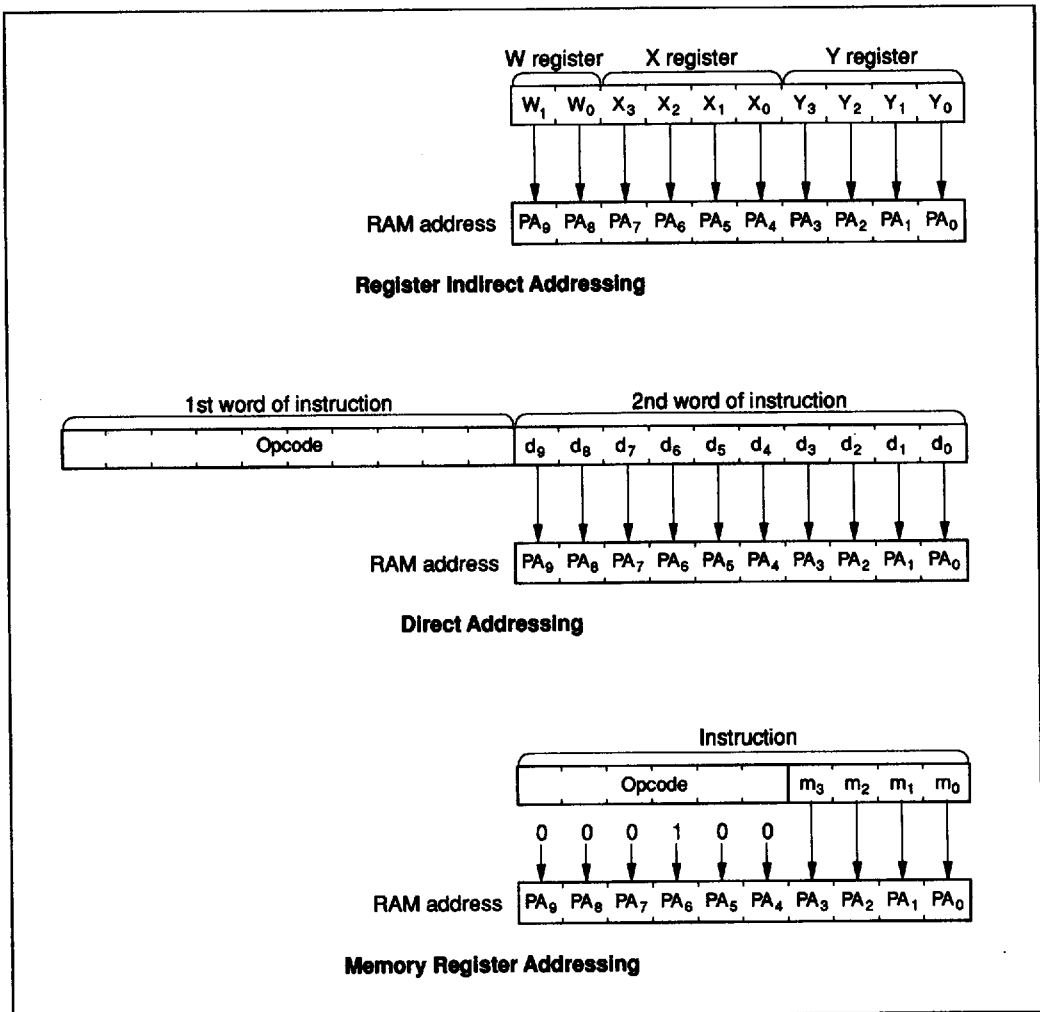 W register X register Y register
W1 W0 X3 X2 X1 X0 Y3 Y2 Y1 Y0
RAM address PA9 PA8 PA7 PA6 PA5 PA4 PA3 PA2 PA1 PA0
Register Indirect Addressing
1st word of instruction 2nd word of instruction
Opcode d9 d8 d7 d6 d5 d4 d3 d2 d1 d0
RAM address PA9 PA8 PA7 PA6 PA5 PA4 PA3 PA2 PA1 PA0
Direct Addressing
Instruction
Opcode m3 m2 m1 m0
0 0 0 1 0 0
RAM address PA9 PA8 PA7 PA6 PA5 PA4 PA3 PA2 PA1 PA0
Memory Register Addressing